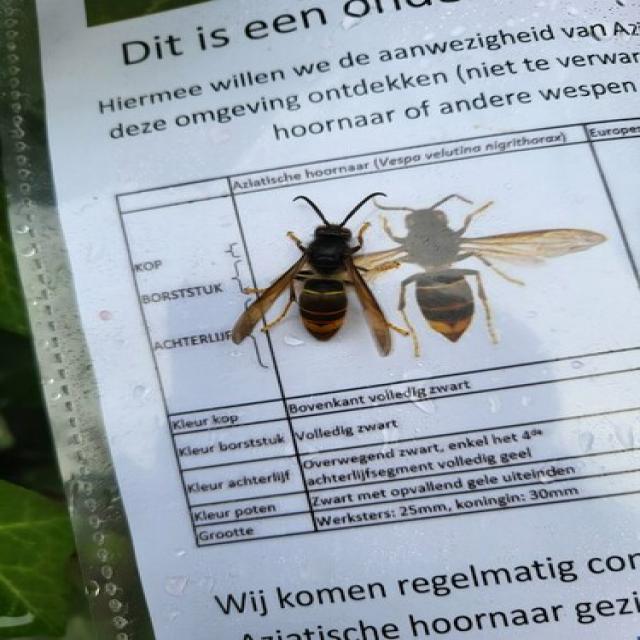 Dit is een
Hiermee willen we de aanwezigheid van
deze omgeving ontdekken (niet te
hoornaar of andere wespen
Aziatische hoornaar (Vespa velutina nigrithorax)
KOP
BORSTSTUK
ACHTERLIJF
Kleur kop Bovenkant volledig zwart
Kleur borststuk Volledig zwart
Kleur achterlijf Overwegend zwart, enkel het 4de
achterlijfsegment volledig geel
Kleur poten Zwart met opvallend gele uiteinden
Grootte Werksters: 25mm, koningin: 30mm
Wij komen regelmatig
Aziatische hoornaar